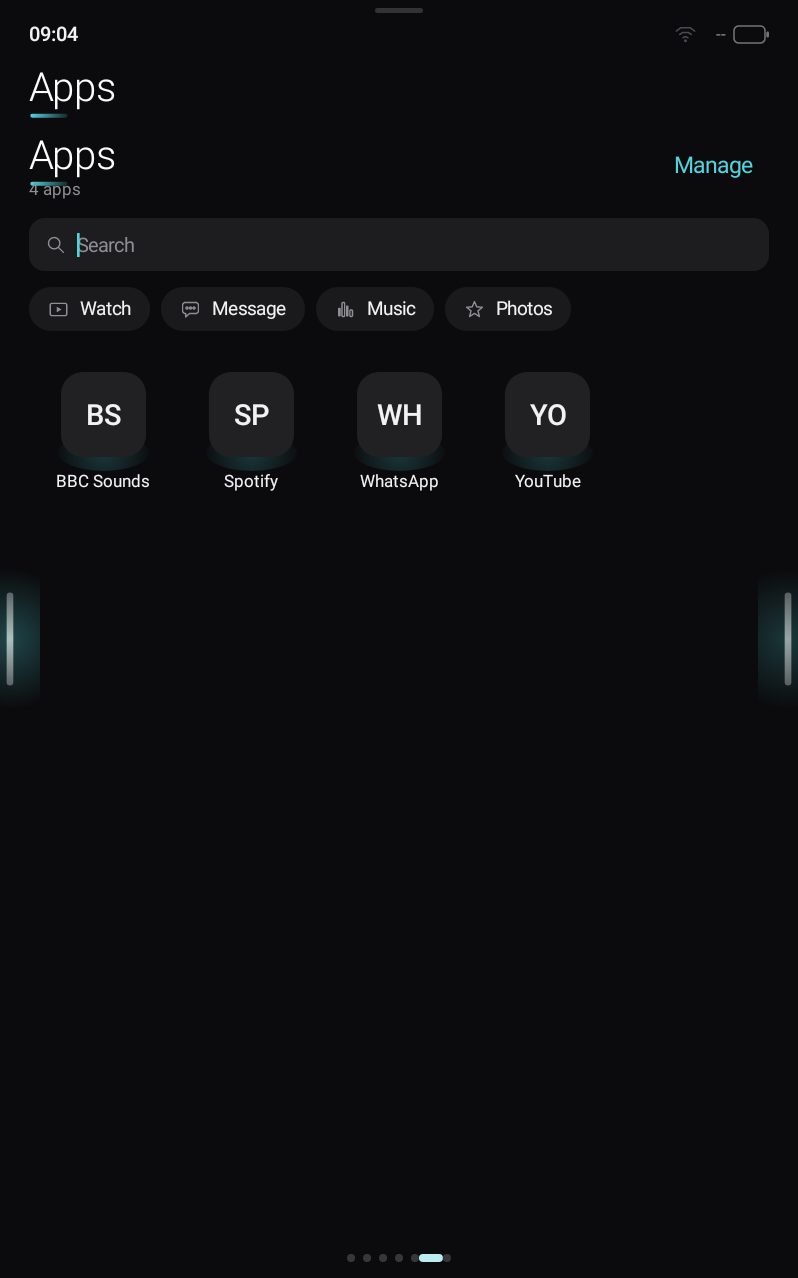 09:04
--
Apps
Apps
Manage
4 apps
Search
Watch
Message
Music
Photos
BS
SP
WH
YO
BBC Sounds
Spotify
WhatsApp
YouTube